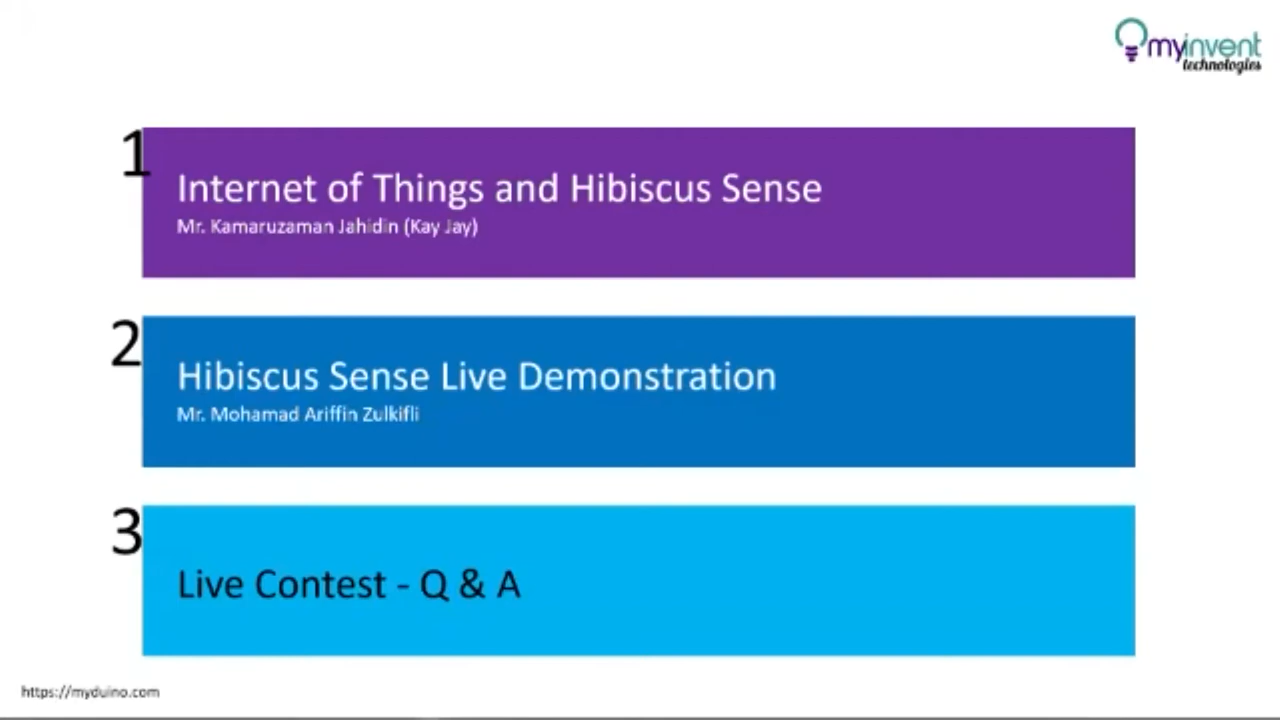 myinvent
technologies
1
Internet of Things and Hibiscus Sense
Mr. Kamaruzaman Jahidin (Kay Jay)
2
Hibiscus Sense Live Demonstration
Mr. Mohamad Ariffin Zulkifli
3
Live Contest - Q & A
https://myduino.com